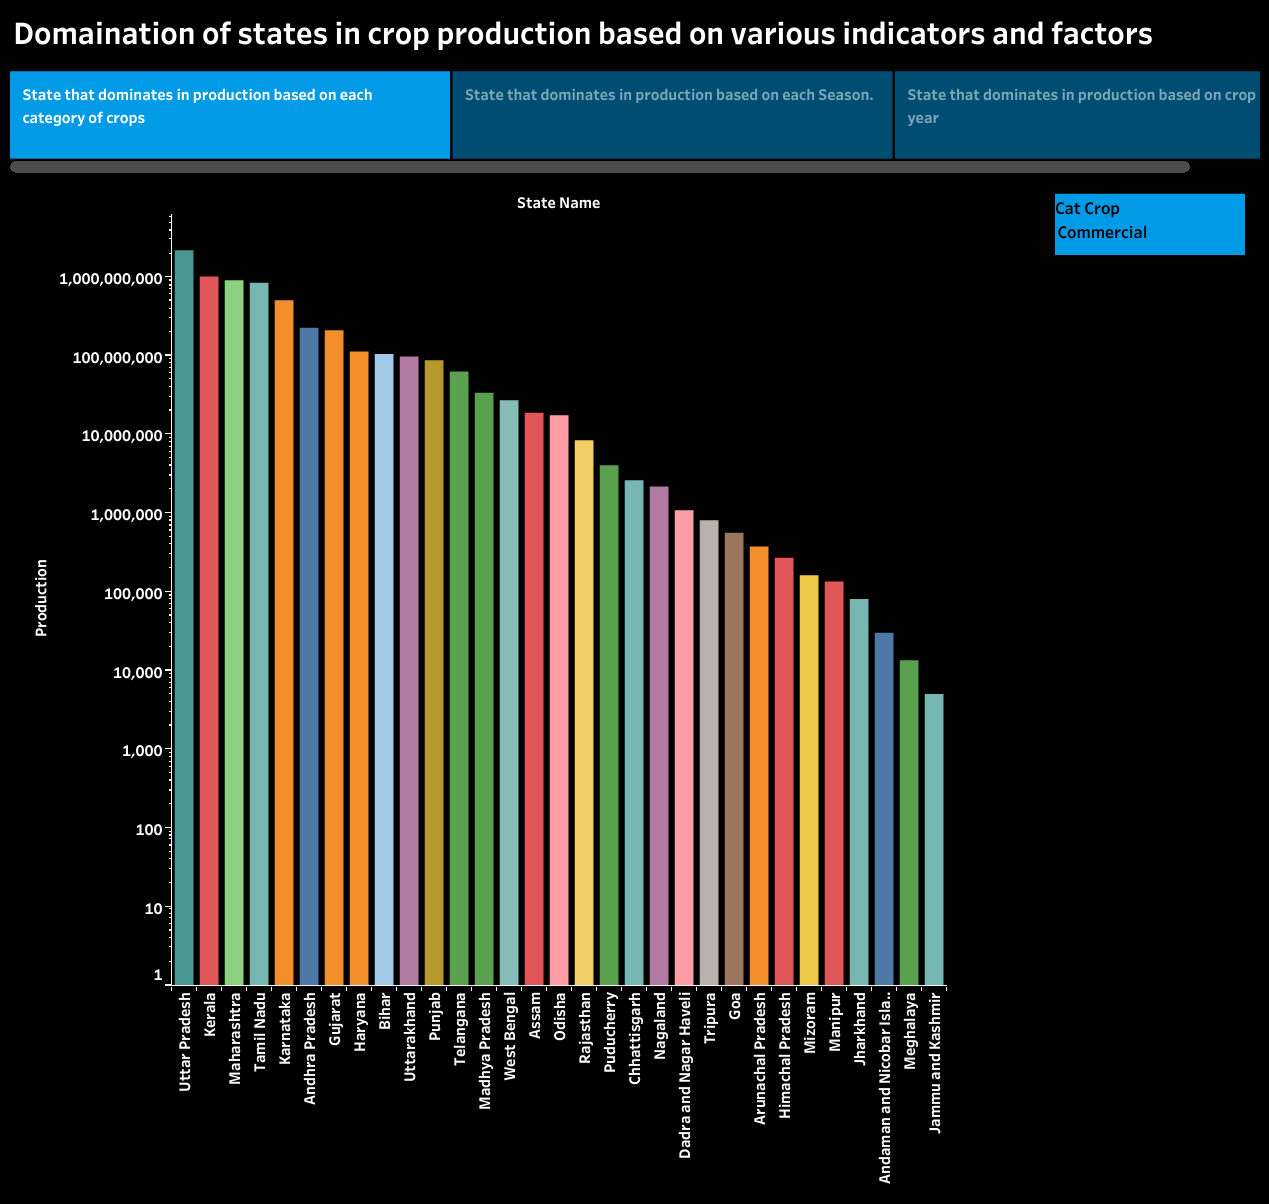 Domaination of states in crop production based on various indicators and factors
State that dominates in production based on each
category of crops
State that dominates in production based on each Season.
State that dominates in production based on crop
year
State Name
Cat Crop
Commercial
1,000,000,000
100,000,000
10,000,000
1,000,000
100,000
10,000
1,000
100
10
1
Production
Uttar Pradesh
Kerala
Maharashtra
Tamil Nadu
Karnataka
Andhra Pradesh
Gujarat
Haryana
Bihar
Uttarakhand
Punjab
Telangana
Madhya Pradesh
West Bengal
Assam
Odisha
Rajasthan
Puducherry
Chhattisgarh
Nagaland
Dadra and Nagar Haveli
Tripura
Goa
Arunachal Pradesh
Himachal Pradesh
Mizoram
Manipur
Jharkhand
Andaman and Nicobar Isla..
Meghalaya
Jammu and Kashmir